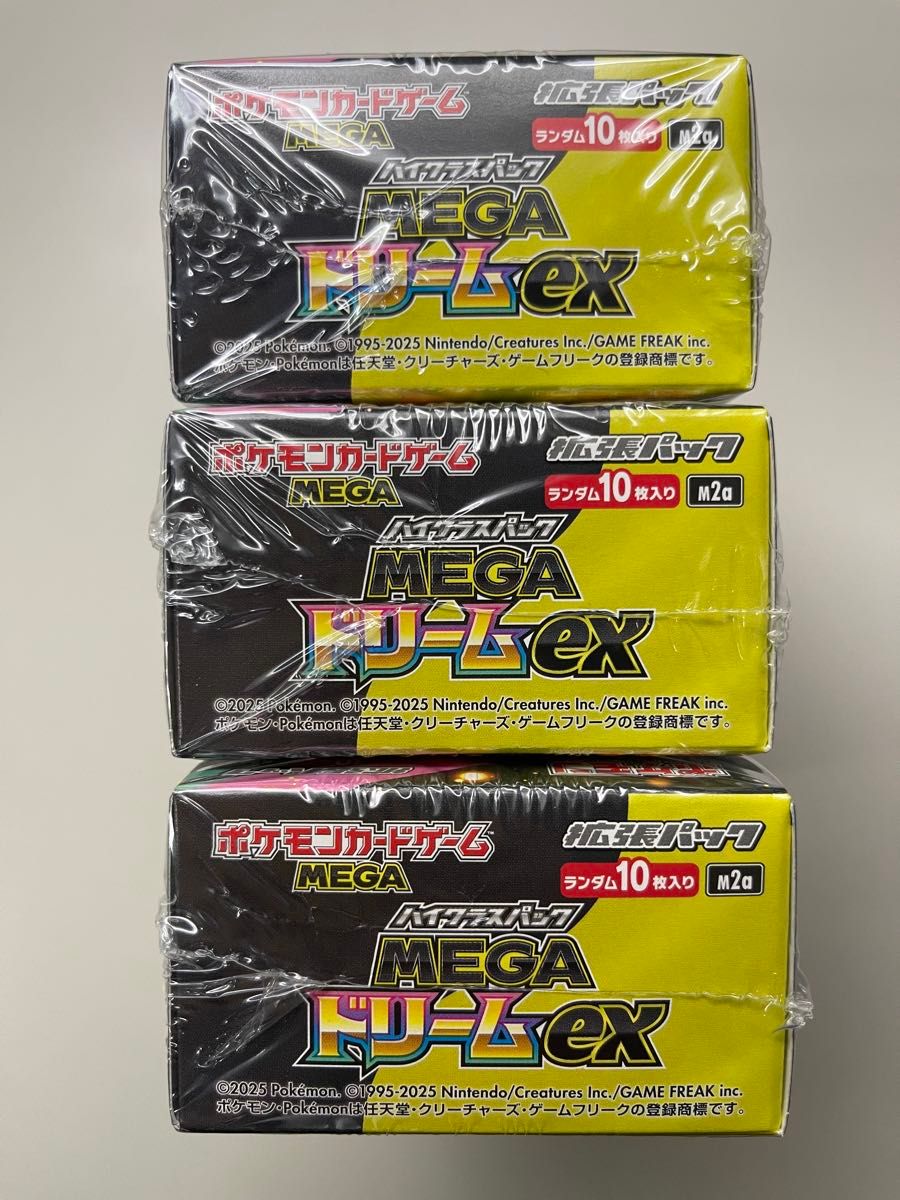 ポケモンカードゲーム
MEGA
拡張パック
ランダム10枚入り M2a
ハイクラスパック
MEGA
ドリームex
©2025 Pokémon. ©1995-2025 Nintendo/Creatures Inc./GAME FREAK inc.
ポケモン・Pokémonは任天堂・クリーチャーズ・ゲームフリークの登録商標です。
ポケモンカードゲーム
MEGA
拡張パック
ランダム10枚入り M2a
ハイクラスパック
MEGA
ドリームex
©2025 Pokémon. ©1995-2025 Nintendo/Creatures Inc./GAME FREAK inc.
ポケモン・Pokémonは任天堂・クリーチャーズ・ゲームフリークの登録商標です。
ポケモンカードゲーム
MEGA
拡張パック
ランダム10枚入り M2a
ハイクラスパック
MEGA
ドリームex
©2025 Pokémon. ©1995-2025 Nintendo/Creatures Inc./GAME FREAK inc.
ポケモン・Pokémonは任天堂・クリーチャーズ・ゲームフリークの登録商標です。